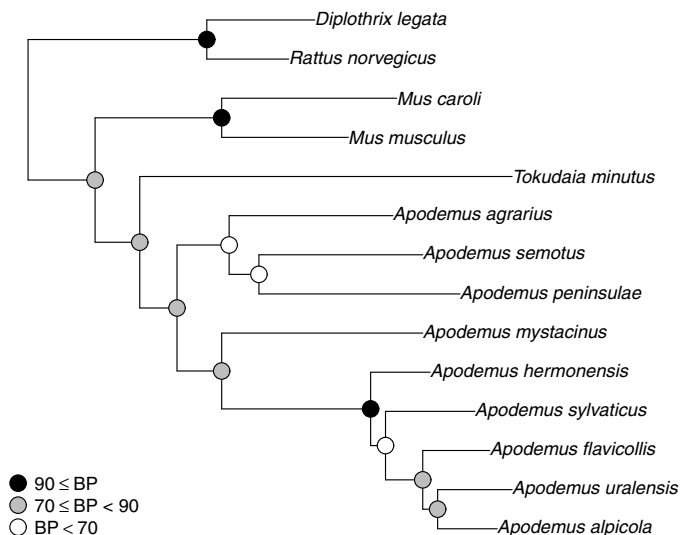 Diplothrix legata
Rattus norvegicus
Mus caroli
Mus musculus
Tokudaia minutus
Apodemus agrarius
Apodemus semotus
Apodemus peninsulae
Apodemus mystacinus
Apodemus hermonensis
Apodemus sylvaticus
Apodemus flavicollis
Apodemus uralensis
Apodemus alpicola
90 ≤ BP
70 ≤ BP < 90
BP < 70